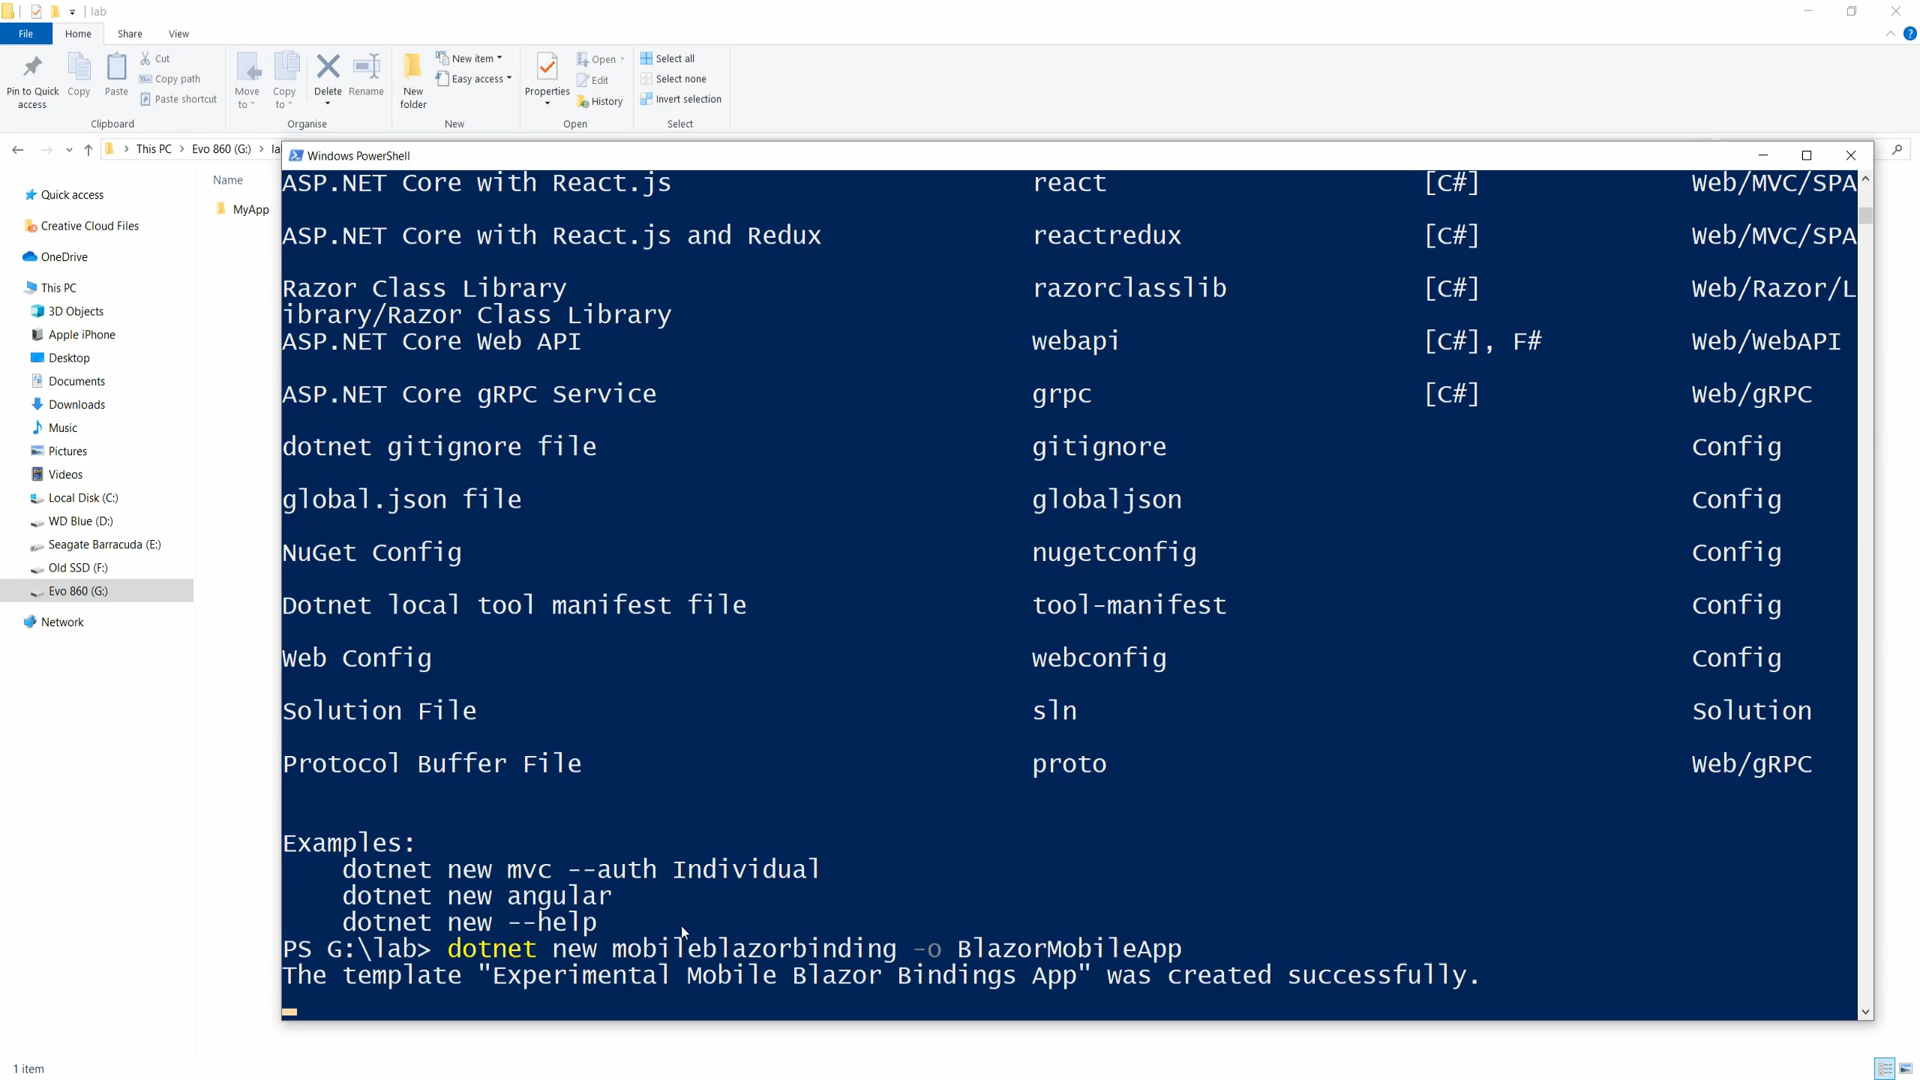 lab
File Home Share View
Pin to Quick access
Copy
Paste
Cut
Copy path
Paste shortcut
Clipboard
Move to
Copy to
Delete
Rename
Organise
New folder
New item
Easy access
New
Properties
Open
Edit
History
Open
Select all
Select none
Invert selection
Select
This PC > Evo 860 (G:) > la
Quick access
Creative Cloud Files
OneDrive
This PC
3D Objects
Apple iPhone
Desktop
Documents
Downloads
Music
Pictures
Videos
Local Disk (C:)
WD Blue (D:)
Seagate Barracuda (E:)
Old SSD (F:)
Evo 860 (G:)
Network
Name
MyApp
Windows PowerShell
ASP.NET Core with React.js react [C#] Web/MVC/SPA
ASP.NET Core with React.js and Redux reactredux [C#] Web/MVC/SPA
Razor Class Library razorclasslib [C#] Web/Razor/L
ibrary/Razor Class Library
ASP.NET Core Web API webapi [C#], F# Web/WebAPI
ASP.NET Core gRPC Service grpc [C#] Web/gRPC
dotnet gitignore file gitignore Config
global.json file globaljson Config
NuGet Config nugetconfig Config
Dotnet local tool manifest file tool-manifest Config
Web Config webconfig Config
Solution File sln Solution
Protocol Buffer File proto Web/gRPC
Examples:
dotnet new mvc --auth Individual
dotnet new angular
dotnet new --help
PS G:\lab> dotnet new mobileblazorbinding -o BlazorMobileApp
The template "Experimental Mobile Blazor Bindings App" was created successfully.
1 item